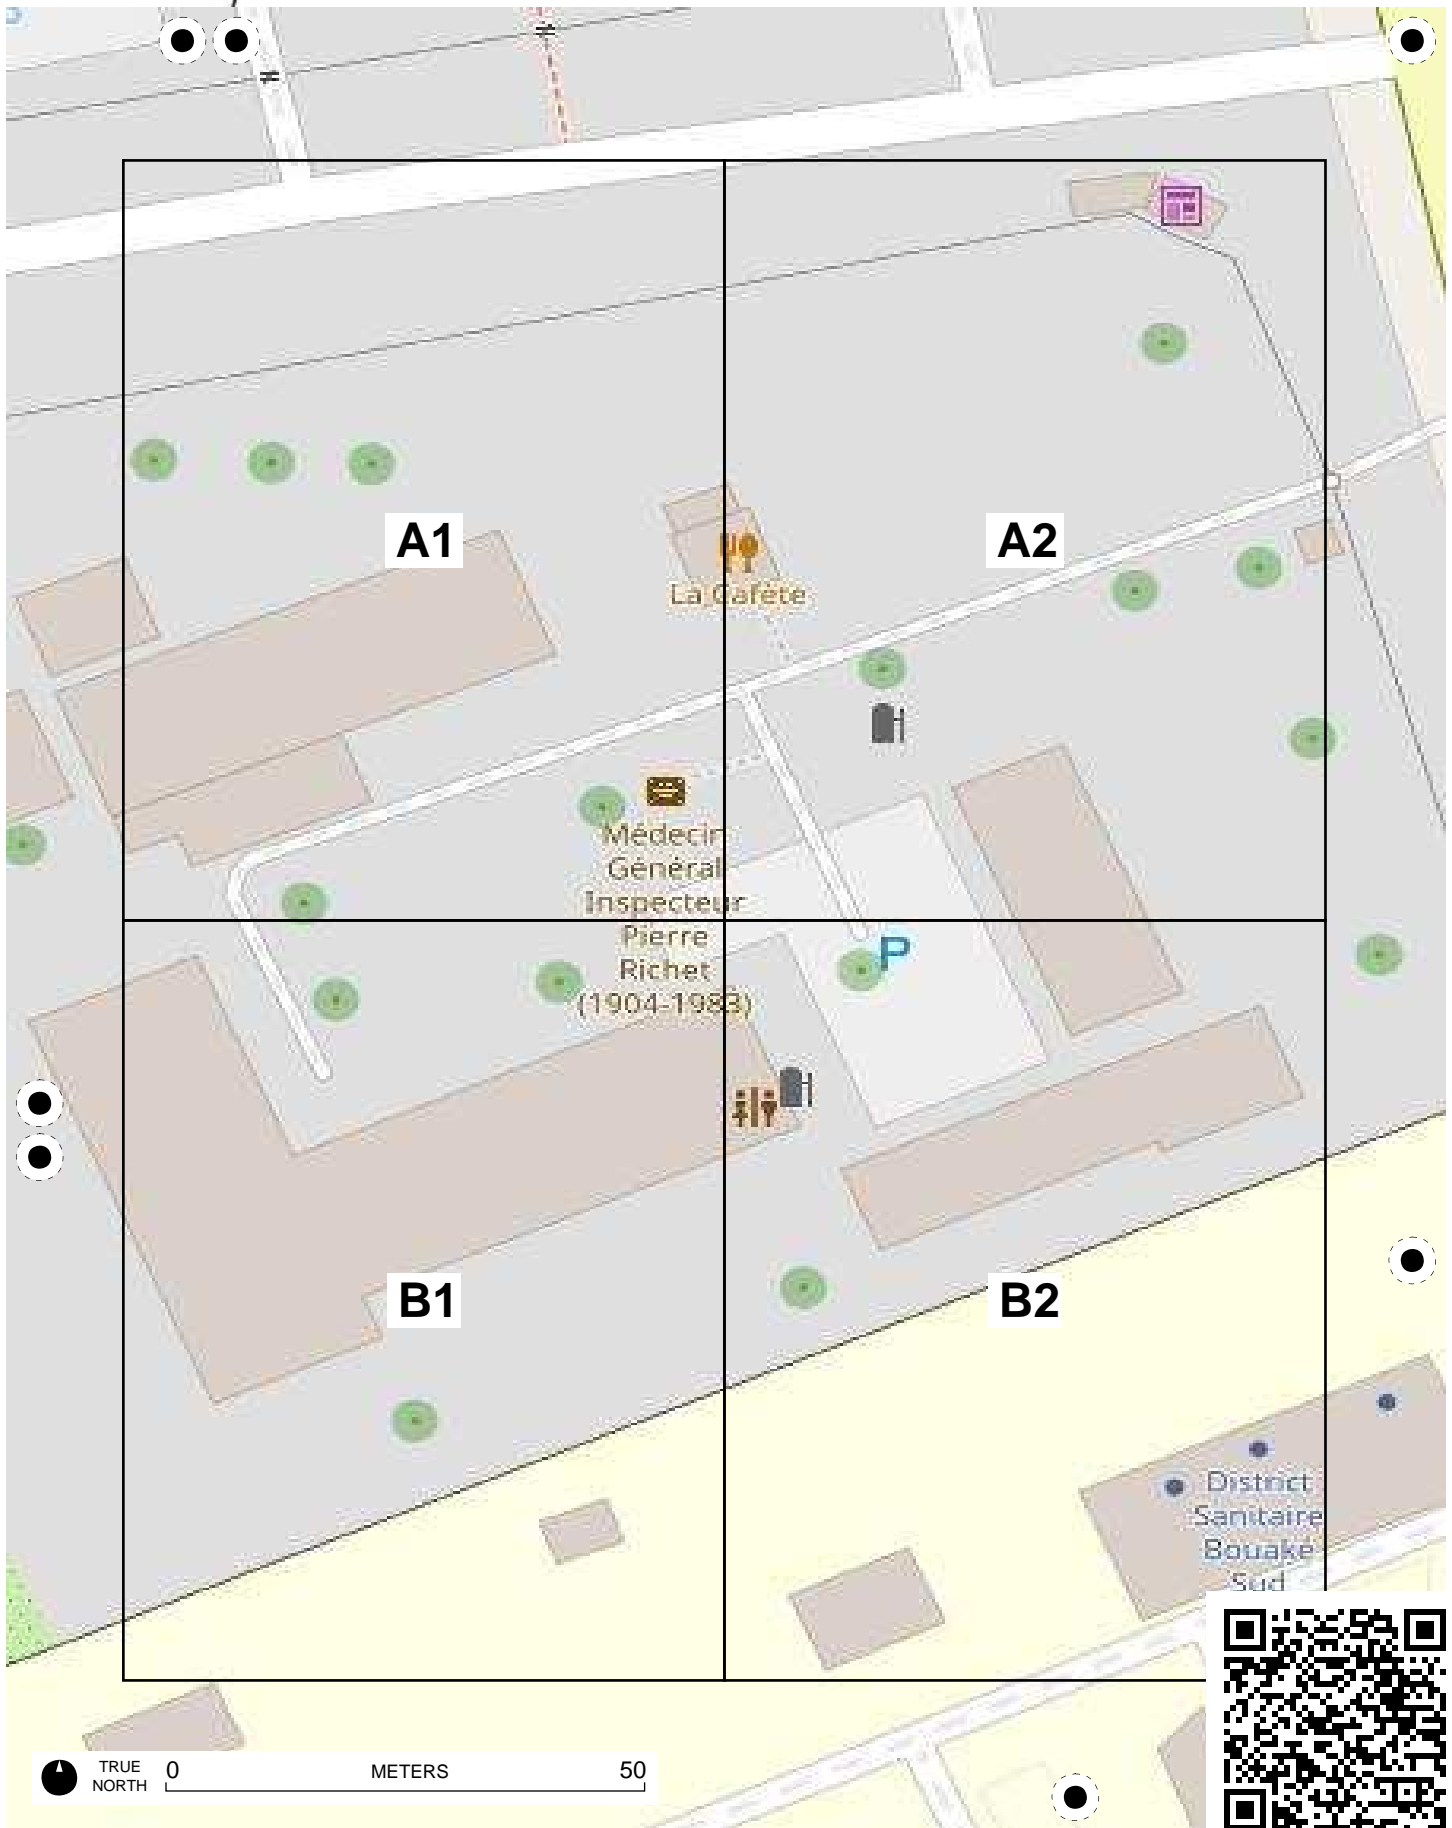 A1
A2
La Cafète
Médecin
Général
Inspecteur
Pierre
Richet
(1904-1983)
P
B1
B2
District
Sanitaire
Bouaké
Sud
TRUE
NORTH
0
METERS
50